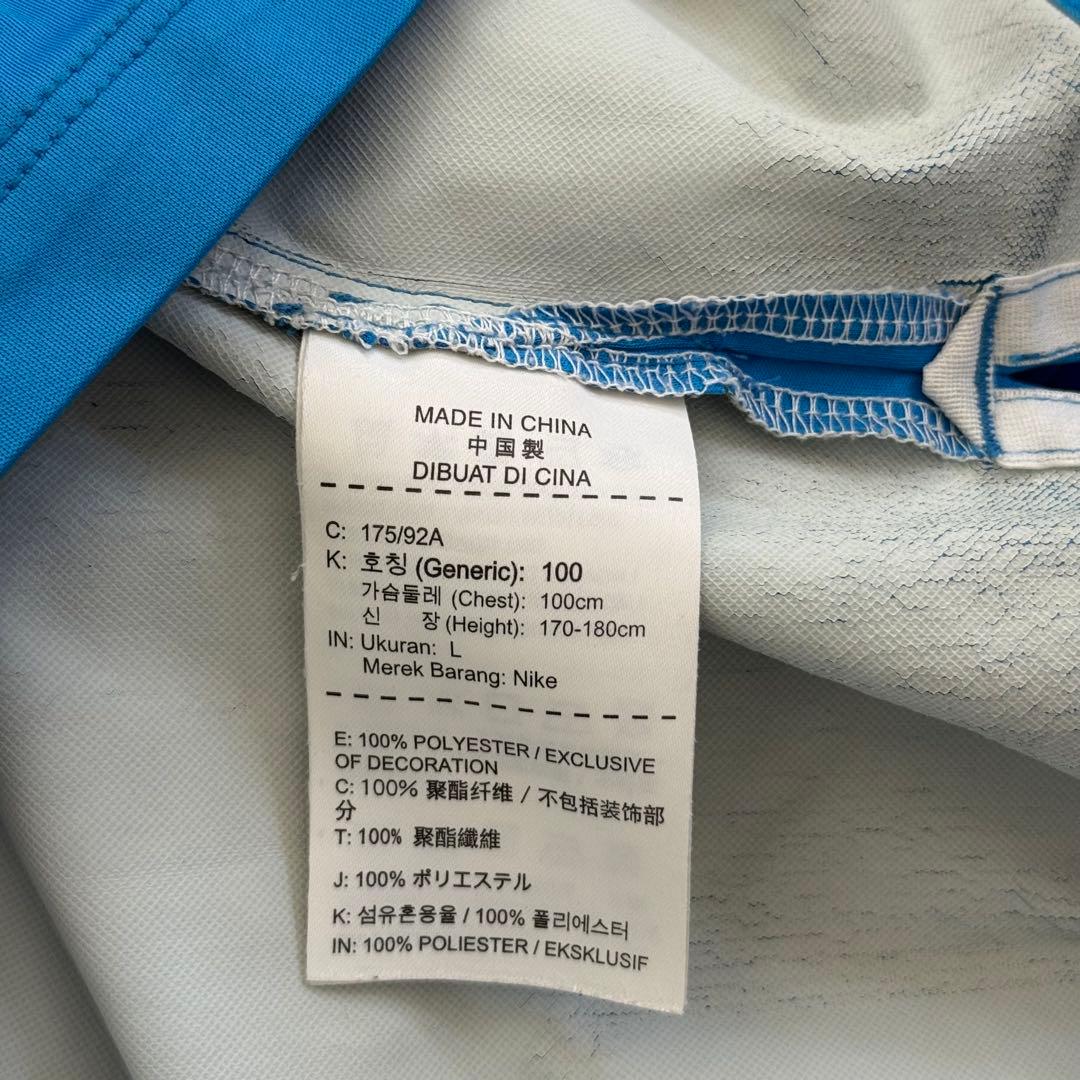 MADE IN CHINA
中国製
DIBUAT DI CINA
C: 175/92A
K: 호칭 (Generic): 100
가슴둘레 (Chest): 100cm
신 장 (Height): 170-180cm
IN: Ukuran: L
Merek Barang: Nike
E: 100% POLYESTER / EXCLUSIVE
OF DECORATION
C: 100% 聚酯纤维 / 不包括装饰部
分
T: 100% 聚酯纖維
J: 100% ポリエステル
K: 섬유혼용율 / 100% 폴리에스터
IN: 100% POLIESTER / EKSKLUSIF